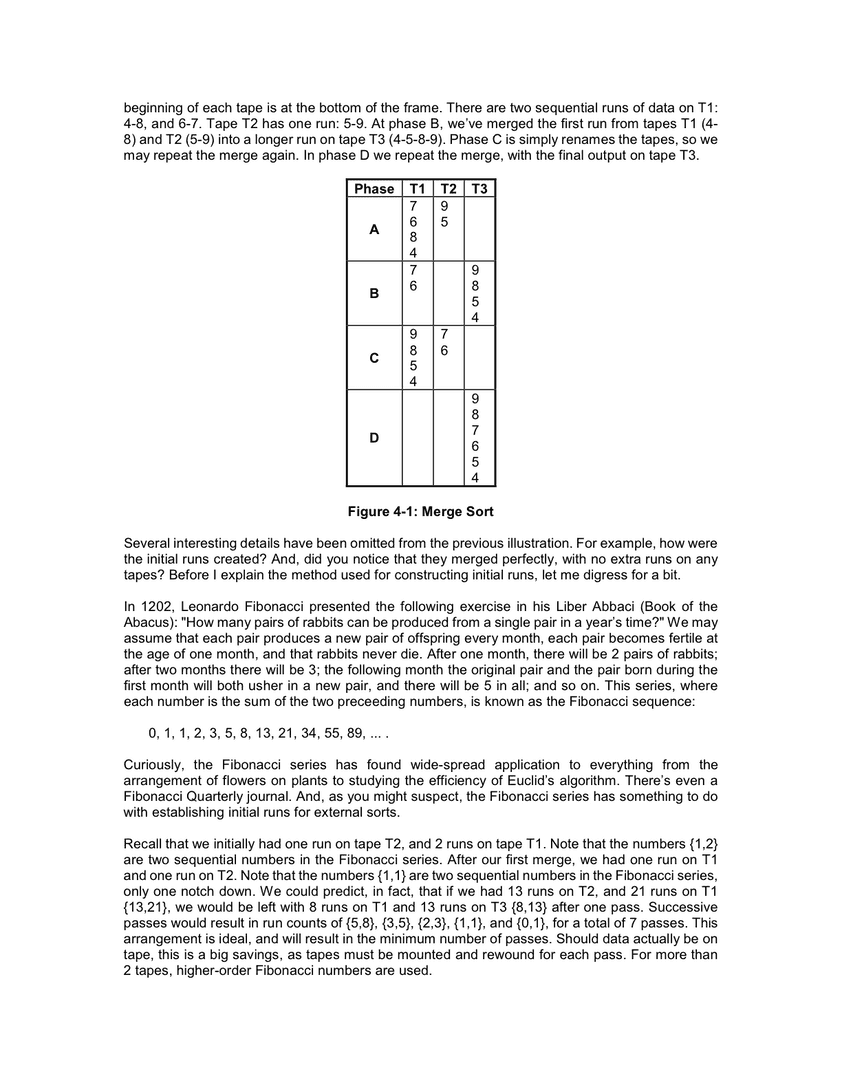 beginning of each tape is at the bottom of the frame. There are two sequential runs of data on T1:
4-8, and 6-7. Tape T2 has one run: 5-9. At phase B, we've merged the first run from tapes T1 (4-
8) and T2 (5-9) into a longer run on tape T3 (4-5-8-9). Phase C is simply renames the tapes, so we
may repeat the merge again. In phase D we repeat the merge, with the final output on tape T3.
Phase T1 T2 T3
A
7 9
6 5
8
4
B
7 9
6 8
5
4
C
9 7
8 6
5
4
D
9
8
7
6
5
4
Figure 4-1: Merge Sort
Several interesting details have been omitted from the previous illustration. For example, how were
the initial runs created? And, did you notice that they merged perfectly, with no extra runs on any
tapes? Before I explain the method used for constructing initial runs, let me digress for a bit.
In 1202, Leonardo Fibonacci presented the following exercise in his Liber Abbaci (Book of the
Abacus): "How many pairs of rabbits can be produced from a single pair in a year's time?" We may
assume that each pair produces a new pair of offspring every month, each pair becomes fertile at
the age of one month, and that rabbits never die. After one month, there will be 2 pairs of rabbits;
after two months there will be 3; the following month the original pair and the pair born during the
first month will both usher in a new pair, and there will be 5 in all; and so on. This series, where
each number is the sum of the two preceeding numbers, is known as the Fibonacci sequence:
0, 1, 1, 2, 3, 5, 8, 13, 21, 34, 55, 89, ... .
Curiously, the Fibonacci series has found wide-spread application to everything from the
arrangement of flowers on plants to studying the efficiency of Euclid's algorithm. There's even a
Fibonacci Quarterly journal. And, as you might suspect, the Fibonacci series has something to do
with establishing initial runs for external sorts.
Recall that we initially had one run on tape T2, and 2 runs on tape T1. Note that the numbers {1,2}
are two sequential numbers in the Fibonacci series. After our first merge, we had one run on T1
and one run on T2. Note that the numbers {1,1} are two sequential numbers in the Fibonacci series,
only one notch down. We could predict, in fact, that if we had 13 runs on T2, and 21 runs on T1
{13,21}, we would be left with 8 runs on T1 and 13 runs on T3 {8,13} after one pass. Successive
passes would result in run counts of {5,8}, {3,5}, {2,3}, {1,1}, and {0,1}, for a total of 7 passes. This
arrangement is ideal, and will result in the minimum number of passes. Should data actually be on
tape, this is a big savings, as tapes must be mounted and rewound for each pass. For more than
2 tapes, higher-order Fibonacci numbers are used.